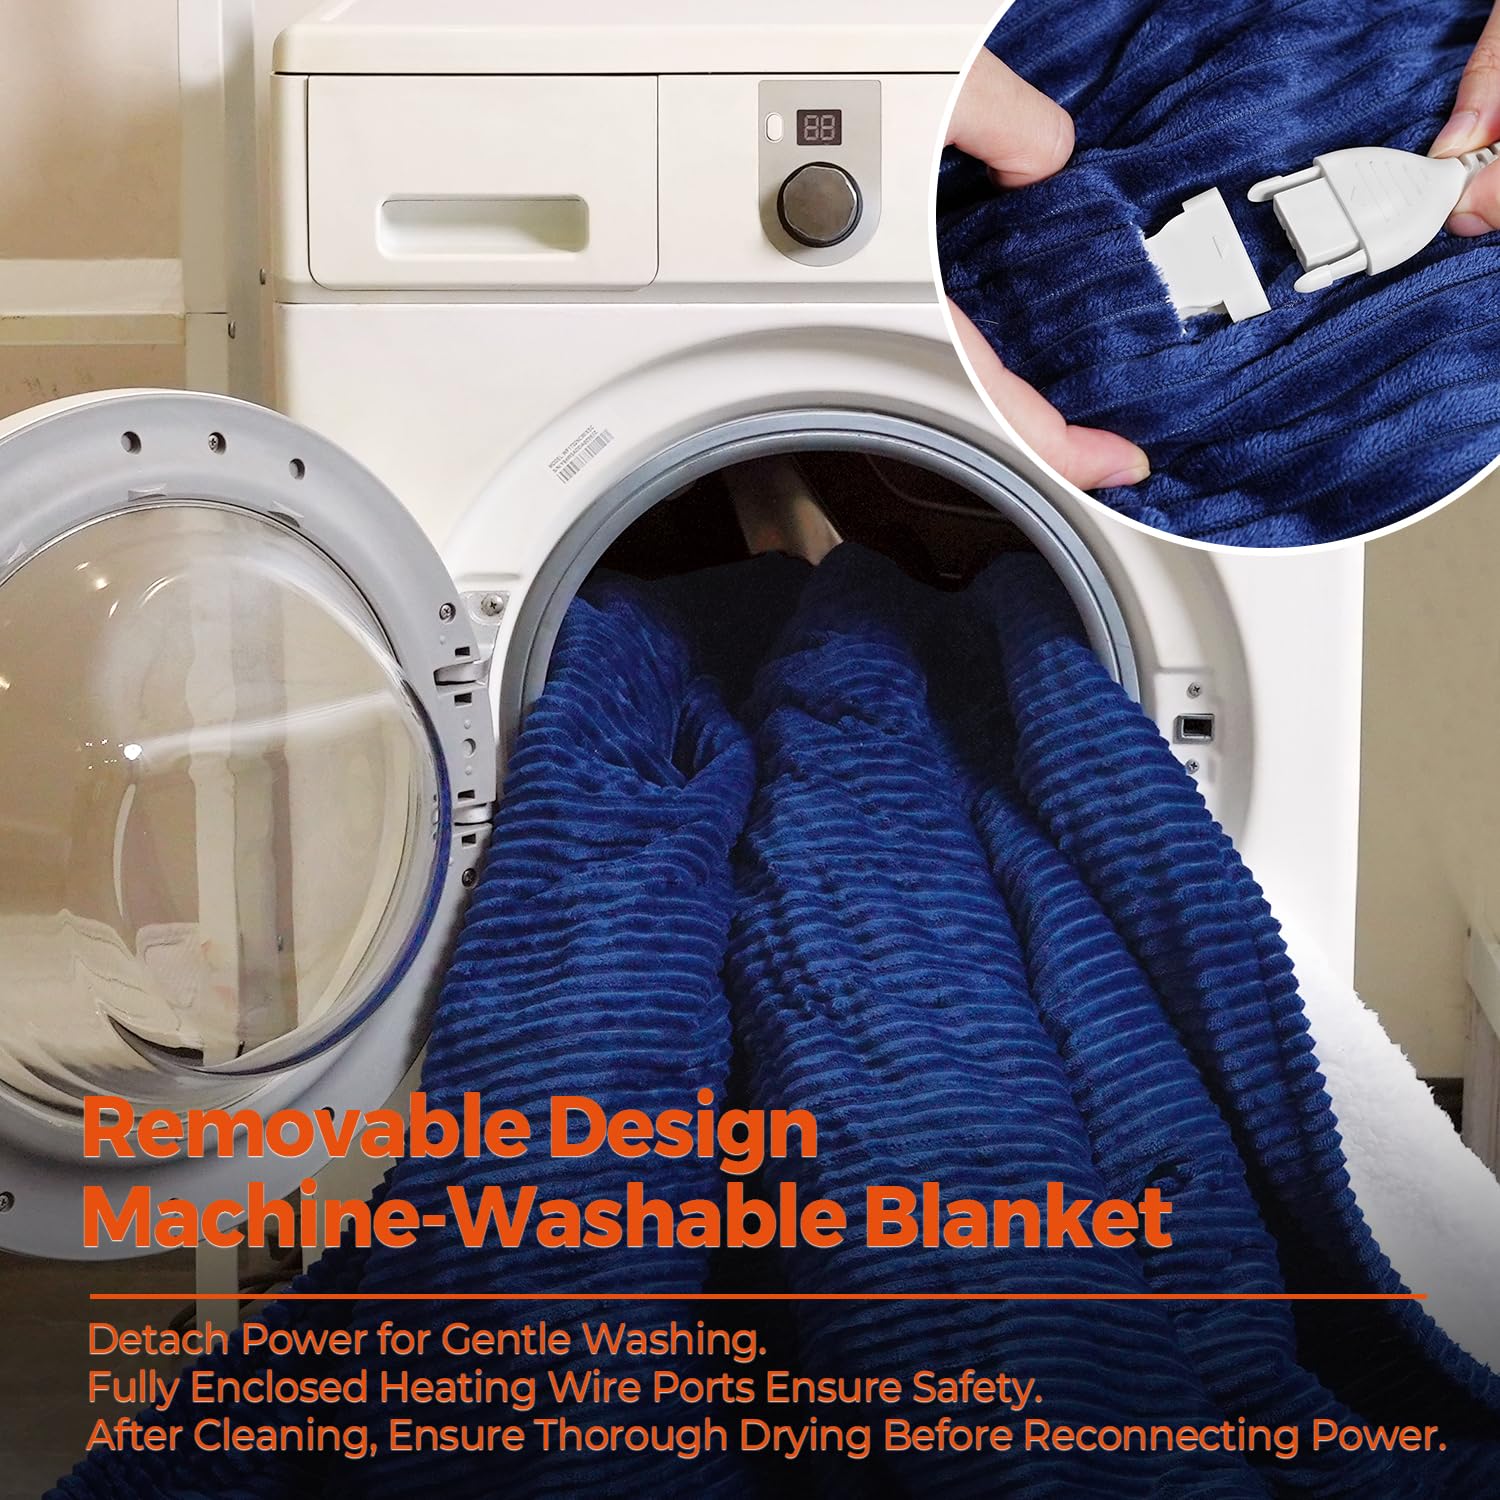 88
Removable Design
Machine-Washable Blanket
Detach Power for Gentle Washing.
Fully Enclosed Heating Wire Ports Ensure Safety.
After Cleaning, Ensure Thorough Drying Before Reconnecting Power.